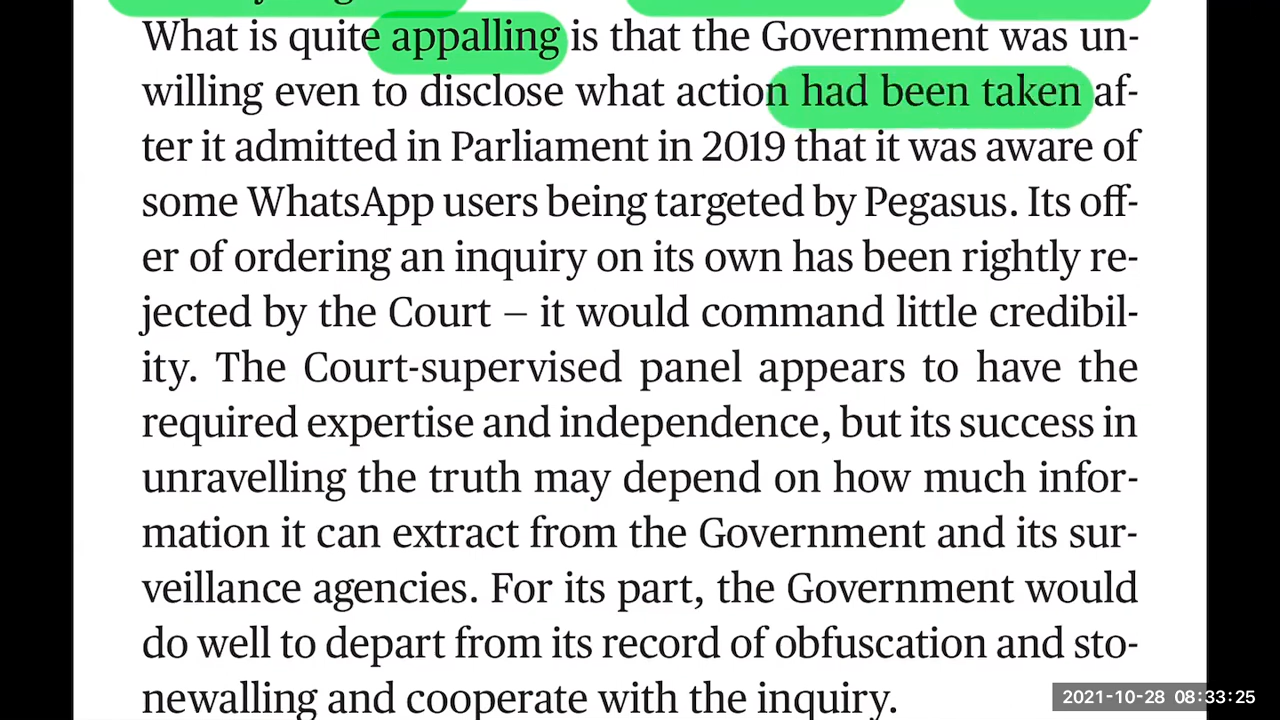 What is quite appalling is that the Government was un-
willing even to disclose what action had been taken af-
ter it admitted in Parliament in 2019 that it was aware of
some WhatsApp users being targeted by Pegasus. Its off-
er of ordering an inquiry on its own has been rightly re-
jected by the Court – it would command little credibil-
ity. The Court-supervised panel appears to have the
required expertise and independence, but its success in
unravelling the truth may depend on how much infor-
mation it can extract from the Government and its sur-
veillance agencies. For its part, the Government would
do well to depart from its record of obfuscation and sto-
newalling and cooperate with the inquiry.
2021-10-28 08:33:25